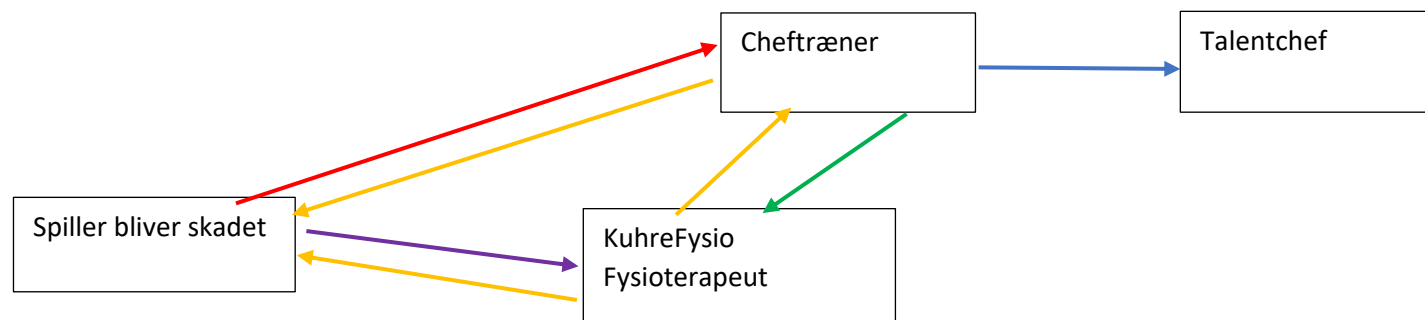 Cheftræner
Talentchef
Spiller bliver skadet
KuhreFysio
Fysioterapeut